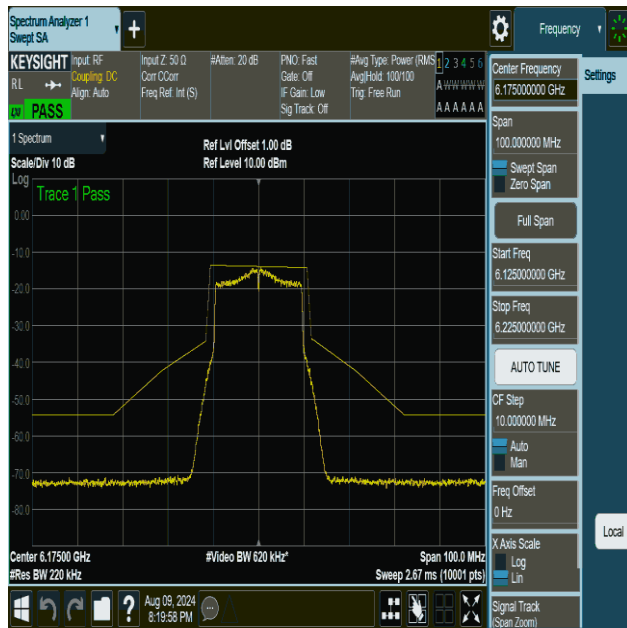 Spectrum Analyzer 1
Swept SA
+
Frequency
KEYSIGHT
RL
PASS
Input: RF
Coupling: DC
Align: Auto
Input Z: 50 Ω
Corr CCorr
Freq Ref: Int (S)
#Atten: 20 dB
PNO: Fast
Gate: Off
IF Gain: Low
Sig Track: Off
#Avg Type: Power (RMS
Avg|Hold: 100/100
Trig: Free Run
1 2 3 4 5 6
A W W W W W
A A A A A A
1 Spectrum
Scale/Div 10 dB
Ref Lvl Offset 1.00 dB
Ref Level 10.00 dBm
Log
Trace 1 Pass
0.00
-10.0
-20.0
-30.0
-40.0
-50.0
-60.0
-70.0
-80.0
Center 6.17500 GHz
#Res BW 220 kHz
#Video BW 620 kHz*
Span 100.0 MHz
Sweep 2.67 ms (10001 pts)
?
Aug 09, 2024
8:19:58 PM
Center Frequency
6.175000000 GHz
Span
100.000000 MHz
Swept Span
Zero Span
Full Span
Start Freq
6.125000000 GHz
Stop Freq
6.225000000 GHz
AUTO TUNE
CF Step
10.000000 MHz
Auto
Man
Freq Offset
0 Hz
X Axis Scale
Log
Lin
Signal Track
(Span Zoom)
Settings
Local